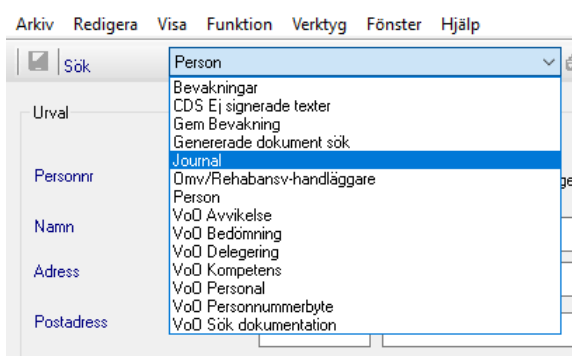 Arkiv Redigera Visa Funktion Verktyg Fönster Hjälp
Sök Person
Bevakningar
CDS Ej signerade texter
Urval
Gem Bevakning
Genererade dokument sök
Journal
Personnr
Omv/Rehabansv-handläggare
Person
VoO Avvikelse
Namn
VoO Bedömning
VoO Delegering
Adress
VoO Kompetens
VoO Personal
VoO Personnummerbyte
Postadress
VoO Sök dokumentation